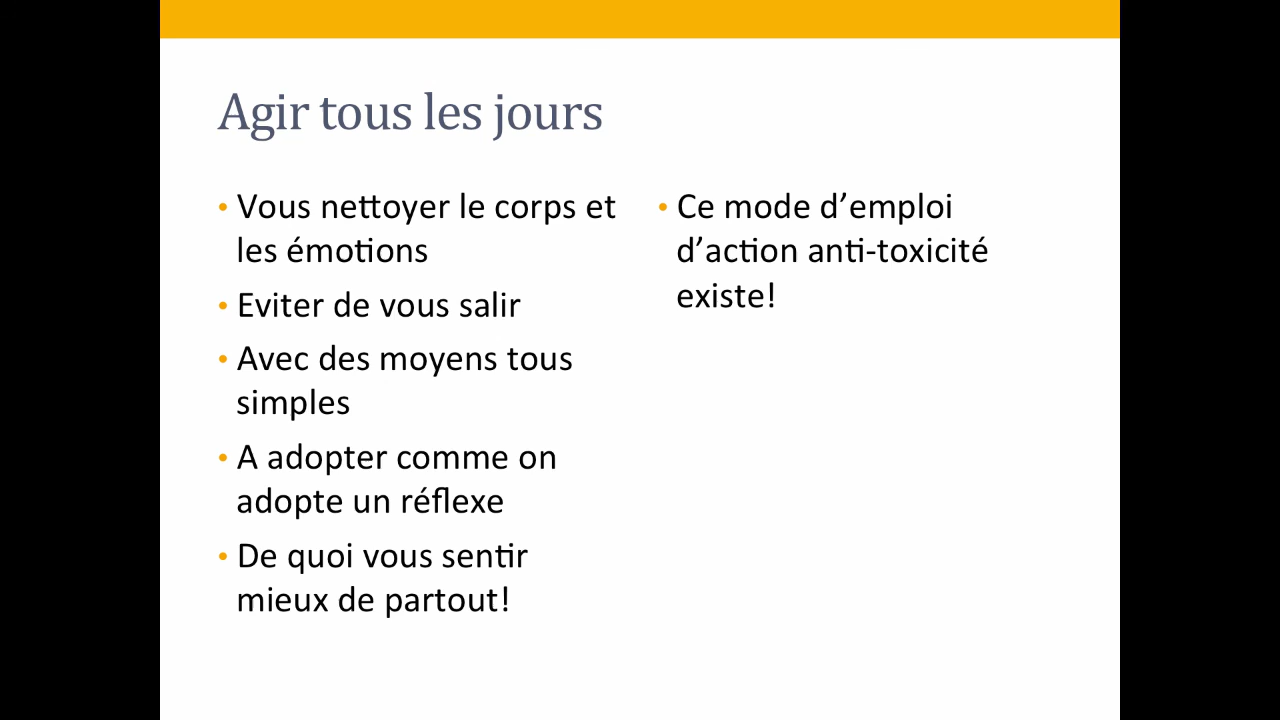 Agir tous les jours
• Vous nettoyer le corps et
les émotions
• Eviter de vous salir
• Avec des moyens tous
simples
• A adopter comme on
adopte un réflexe
• De quoi vous sentir
mieux de partout!
• Ce mode d’emploi
d’action anti-toxicité
existe!